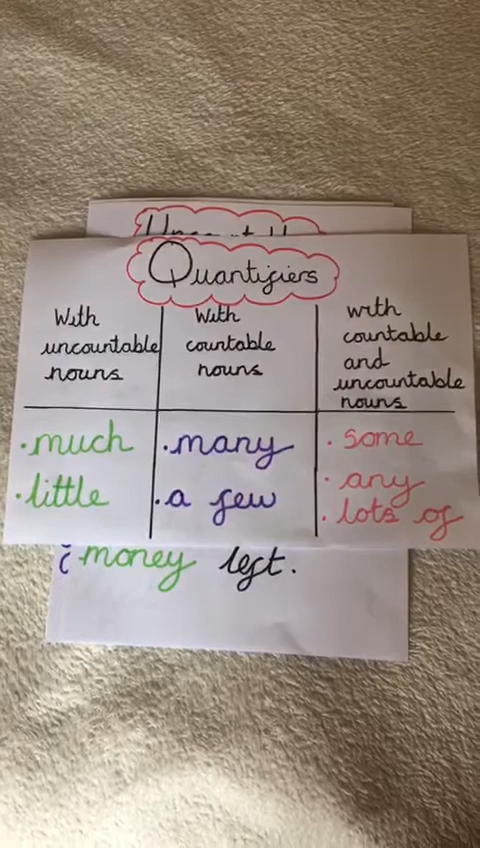 Quantifiers
With
uncountable
nouns
With
countable
nouns
with
countable
and
uncountable
nouns
· much
· little
· many
· a few
· some
· any
· lots of
money left.